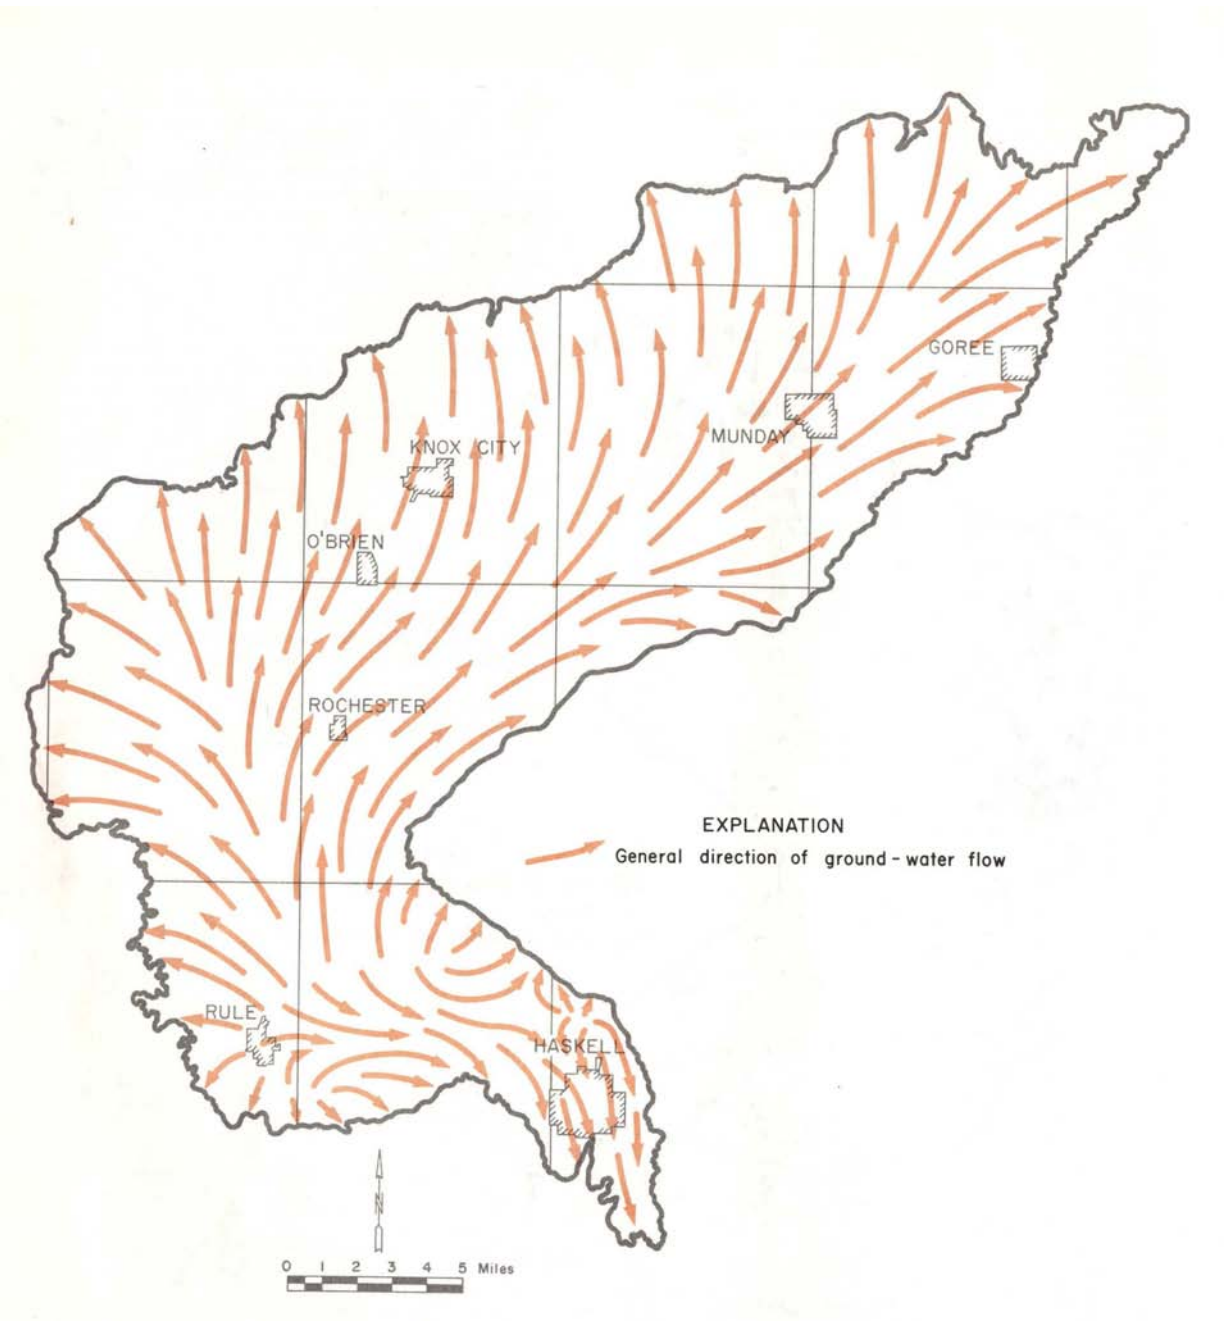 GOREE
MUNDAY
KNOX CITY
O'BRIEN
ROCHESTER
EXPLANATION
General direction of ground-water flow
RULE
HASKELL
N
0 1 2 3 4 5 Miles